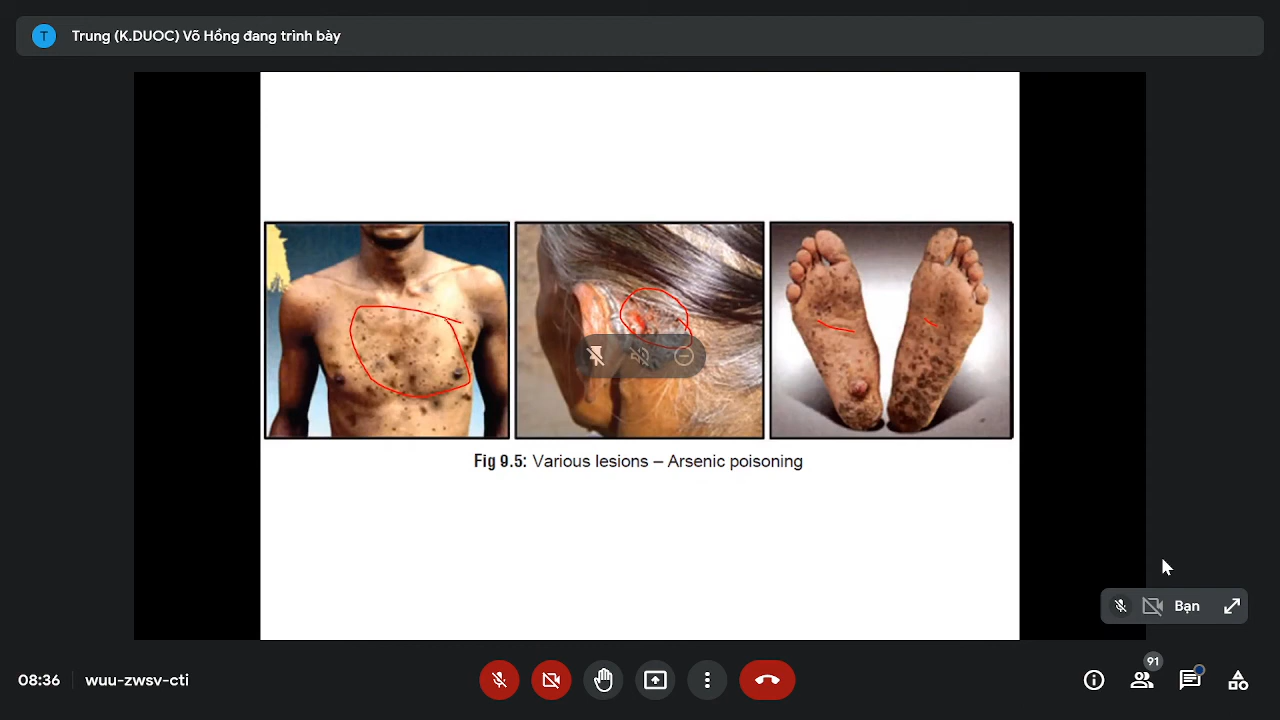 T
Trung (K.DUOC) Võ Hồng đang trình bày
Fig 9.5: Various lesions – Arsenic poisoning
Bạn
08:36
wuu-zwsv-cti
91